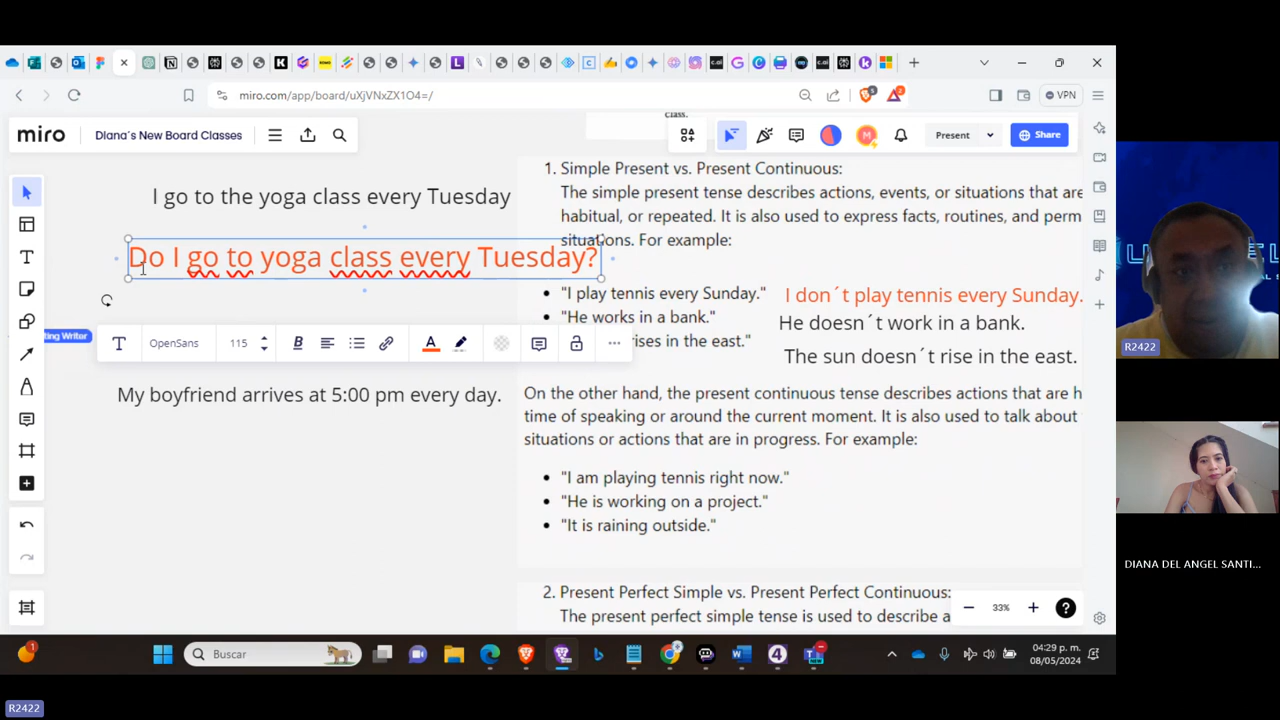 miro.com/app/board/uXjVNxZX1O4=/
VPN
miro
DIana's New Board Classes
Present
Share
class.
I go to the yoga class every Tuesday
Do I go to yoga class every Tuesday?
ting Writer
OpenSans
115
My boyfriend arrives at 5:00 pm every day.
1. Simple Present vs. Present Continuous:
The simple present tense describes actions, events, or situations that are
habitual, or repeated. It is also used to express facts, routines, and perm
situations. For example:
"I play tennis every Sunday."
I don´t play tennis every Sunday.
"He works in a bank."
He doesn´t work in a bank.
rises in the east."
The sun doesn´t rise in the east.
On the other hand, the present continuous tense describes actions that are h
time of speaking or around the current moment. It is also used to talk about
situations or actions that are in progress. For example:
"I am playing tennis right now."
"He is working on a project."
"It is raining outside."
2. Present Perfect Simple vs. Present Perfect Continuous:
The present perfect simple tense is used to describe a
33%
Buscar
04:29 p. m.
08/05/2024
R2422
DIANA DEL ANGEL SANTI...
R2422